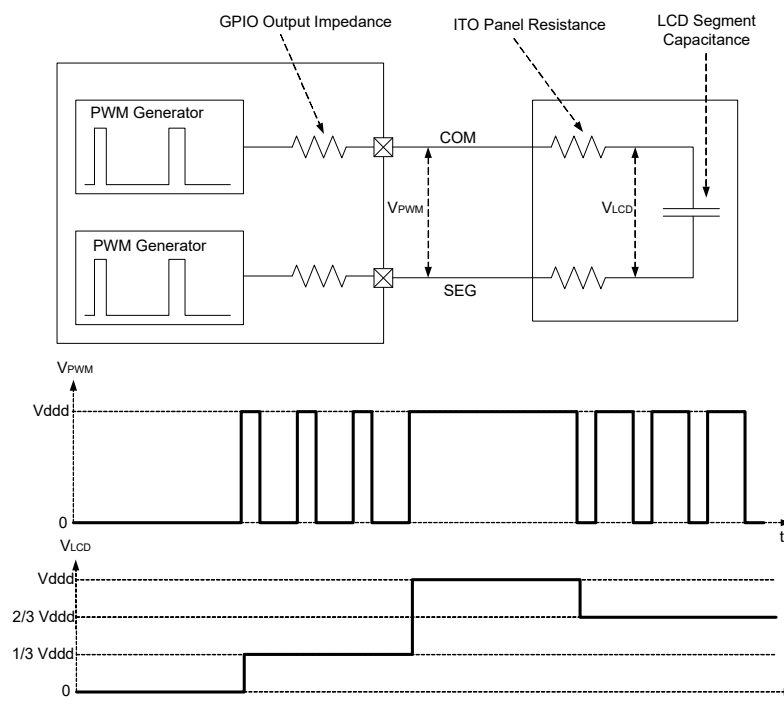 GPIO Output Impedance
ITO Panel Resistance
LCD Segment
Capacitance
PWM Generator
COM
VPWM
VLCD
PWM Generator
SEG
VPWM
Vddd
0
t
VLCD
Vddd
2/3 Vddd
1/3 Vddd
0